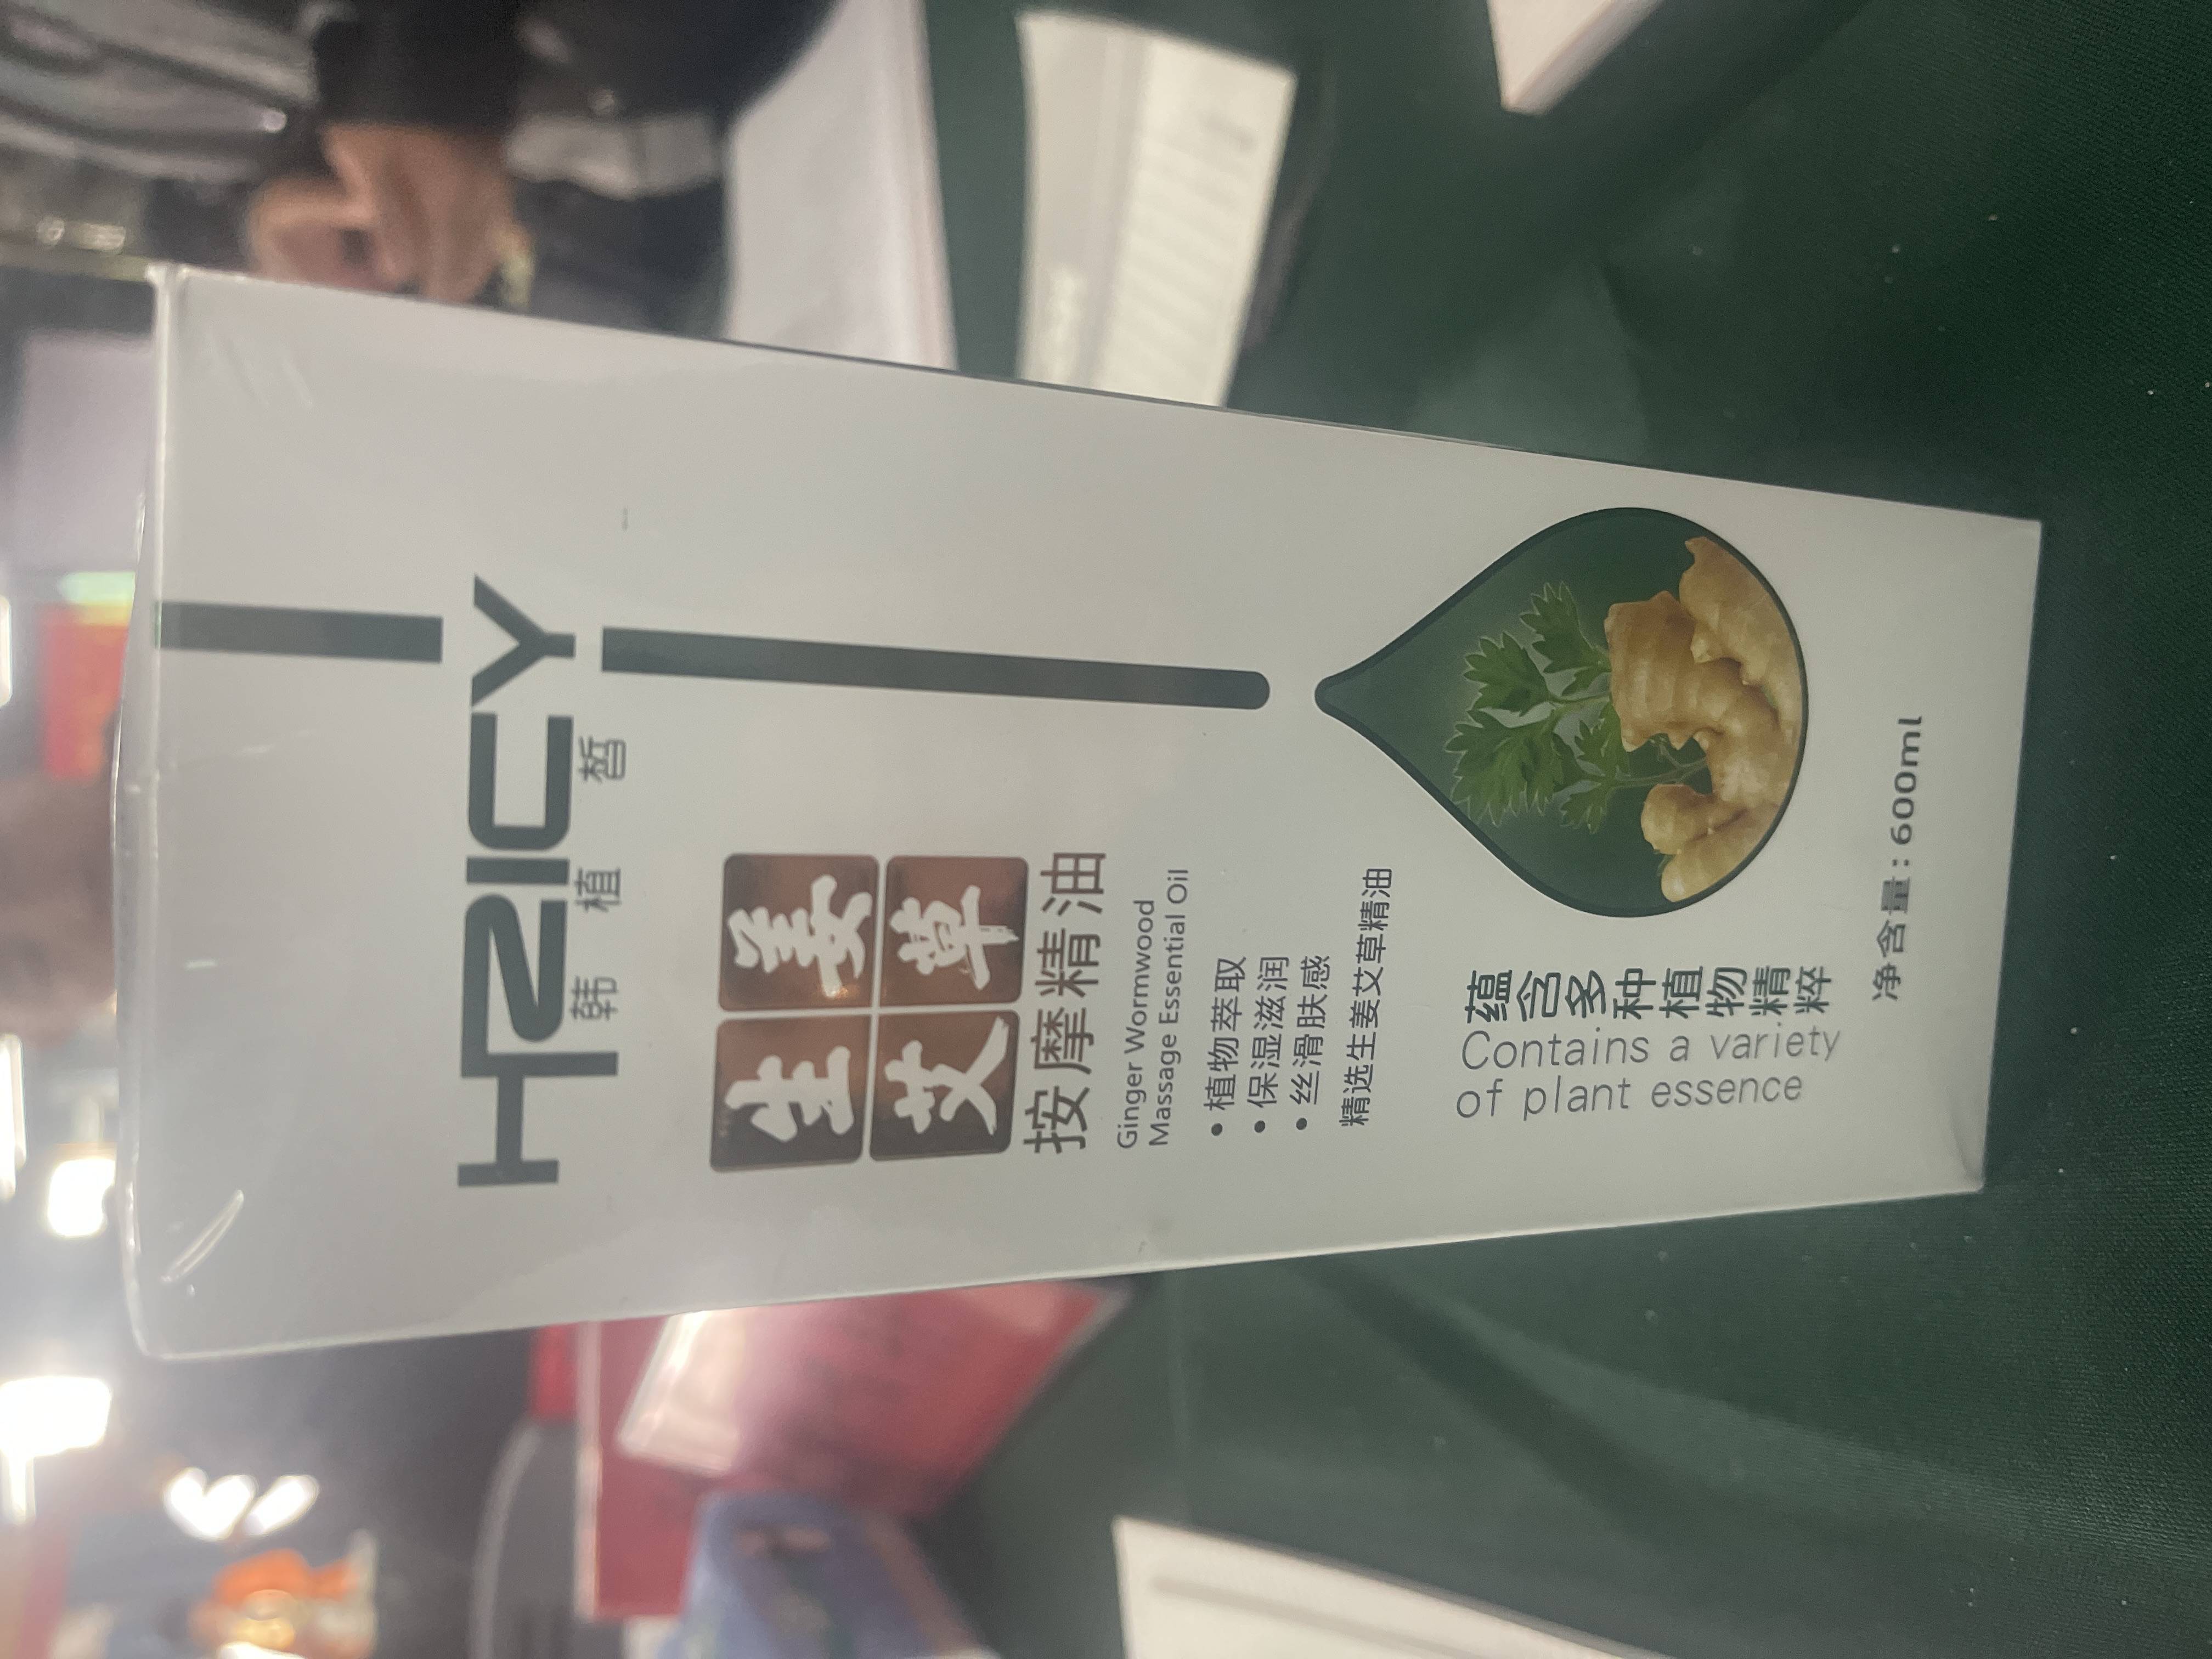 HZICY
韩植皙
生姜
艾草
按摩精油
Ginger Wormwood
Massage Essential Oil
• 植物萃取
• 保湿滋润
• 丝滑肤感
精选生姜艾草精油
蕴含多种植物精粹
Contains a variety
of plant essence
净含量:600ml